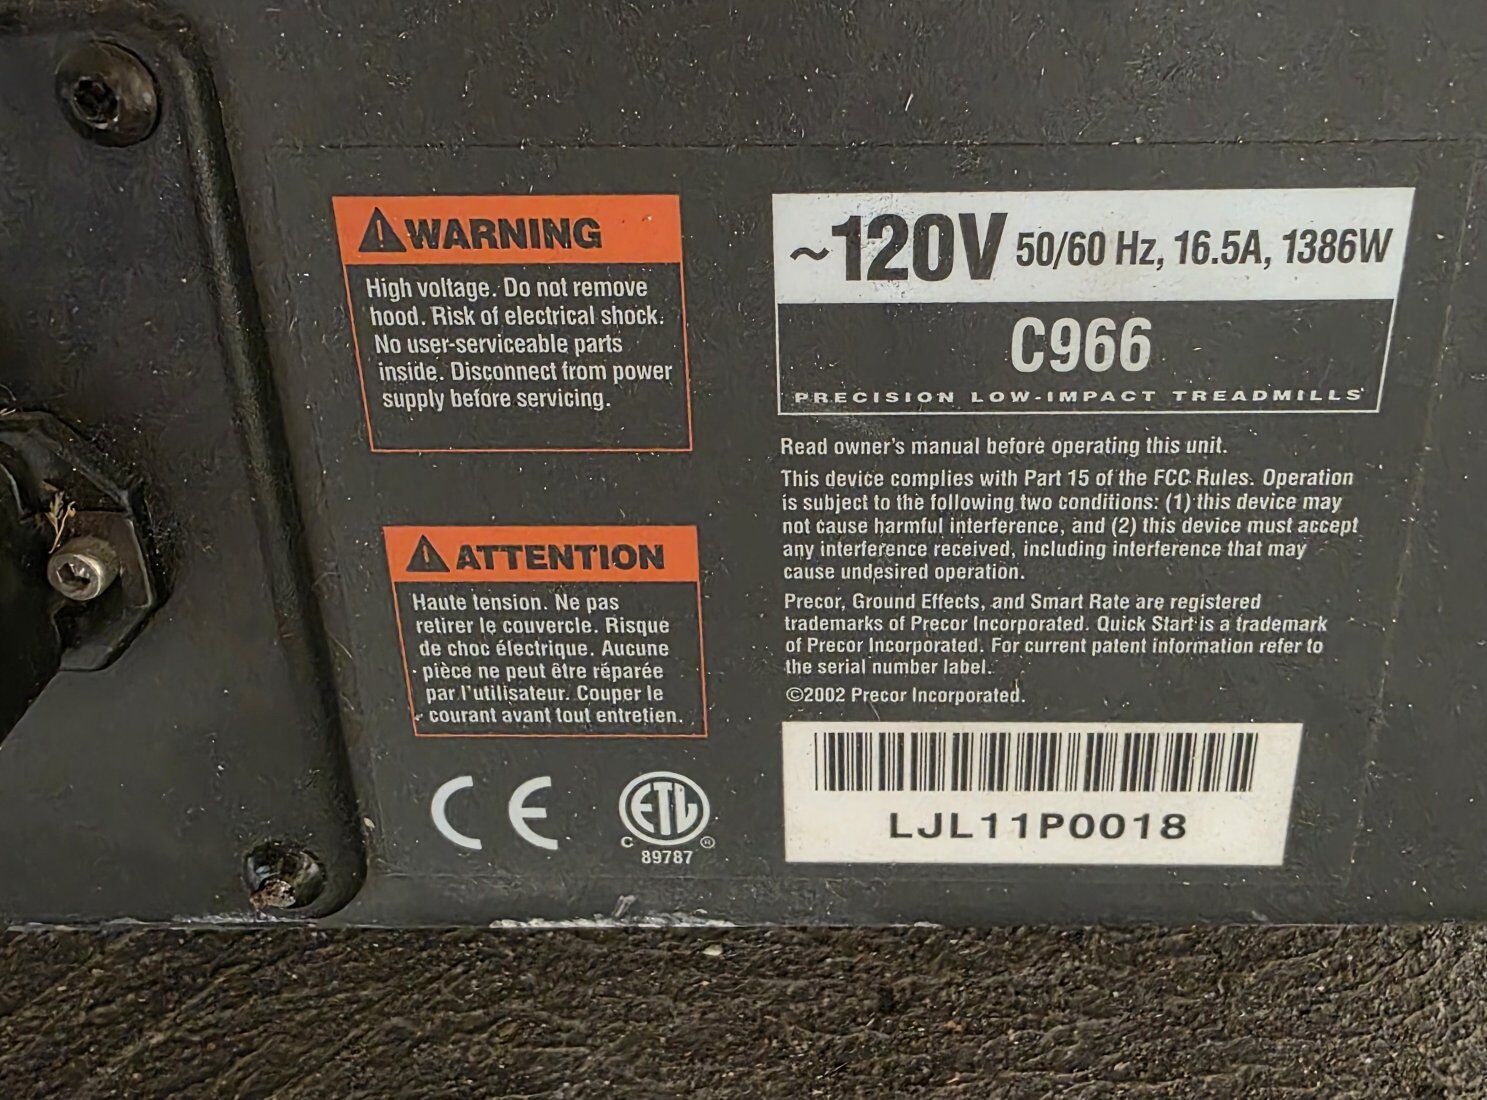 ⚠WARNING
High voltage. Do not remove
hood. Risk of electrical shock.
No user-serviceable parts
inside. Disconnect from power
supply before servicing.
⚠ATTENTION
Haute tension. Ne pas
retirer le couvercle. Risque
de choc électrique. Aucune
pièce ne peut être réparée
par l'utilisateur. Couper le
courant avant tout entretien.
CE
ETL
C ®
89787
~120V 50/60 Hz, 16.5A, 1386W
C966
PRECISION LOW-IMPACT TREADMILLS
Read owner's manual before operating this unit.
This device complies with Part 15 of the FCC Rules. Operation
is subject to the following two conditions: (1) this device may
not cause harmful interference, and (2) this device must accept
any interference received, including interference that may
cause undesired operation.
Precor, Ground Effects, and Smart Rate are registered
trademarks of Precor Incorporated. Quick Start is a trademark
of Precor Incorporated. For current patent information refer to
the serial number label.
©2002 Precor Incorporated.
LJL11P0018